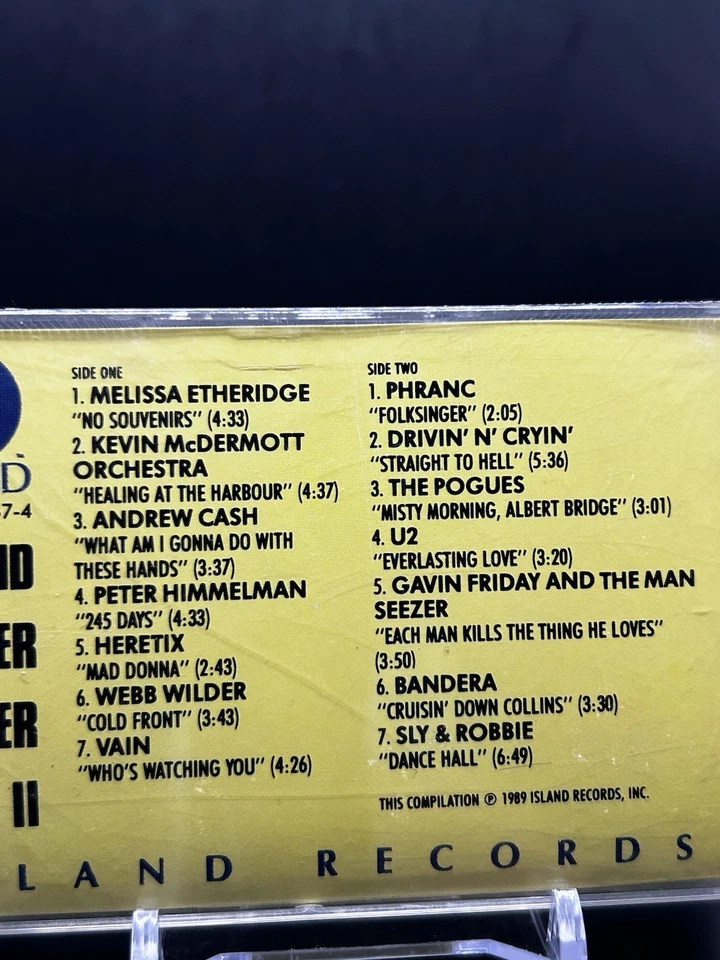 D
7-4
ND
ER
ER
II
SIDE ONE
1. MELISSA ETHERIDGE
"NO SOUVENIRS" (4:33)
2. KEVIN McDERMOTT
ORCHESTRA
"HEALING AT THE HARBOUR" (4:37)
3. ANDREW CASH
"WHAT AM I GONNA DO WITH
THESE HANDS" (3:37)
4. PETER HIMMELMAN
"245 DAYS" (4:33)
5. HERETIX
"MAD DONNA" (2:43)
6. WEBB WILDER
"COLD FRONT" (3:43)
7. VAIN
"WHO'S WATCHING YOU" (4:26)
SIDE TWO
1. PHRANC
"FOLKSINGER" (2:05)
2. DRIVIN' N' CRYIN'
"STRAIGHT TO HELL" (5:36)
3. THE POGUES
"MISTY MORNING, ALBERT BRIDGE" (3:01)
4. U2
"EVERLASTING LOVE" (3:20)
5. GAVIN FRIDAY AND THE MAN
SEEZER
"EACH MAN KILLS THE THING HE LOVES"
(3:50)
6. BANDERA
"CRUISIN' DOWN COLLINS" (3:30)
7. SLY & ROBBIE
"DANCE HALL" (6:49)
THIS COMPILATION ℗ 1989 ISLAND RECORDS, INC.
LAND RECORDS